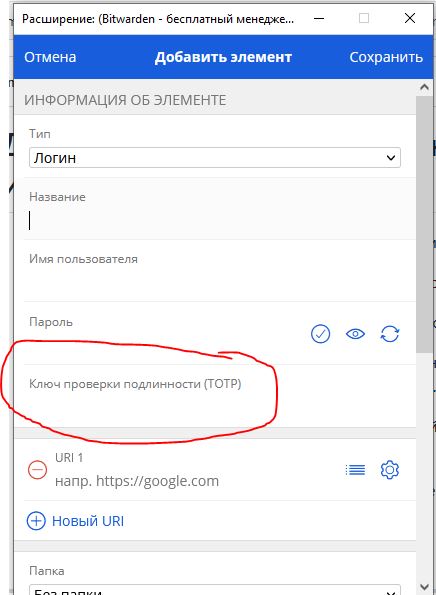 Расширение: (Bitwarden - бесплатный менедже...
Отмена
Добавить элемент
Сохранить
ИНФОРМАЦИЯ ОБ ЭЛЕМЕНТЕ
Тип
Логин
Название
Имя пользователя
Пароль
Ключ проверки подлинности (TOTP)
URI 1
напр. https://google.com
Новый URI
Папка
Без папки